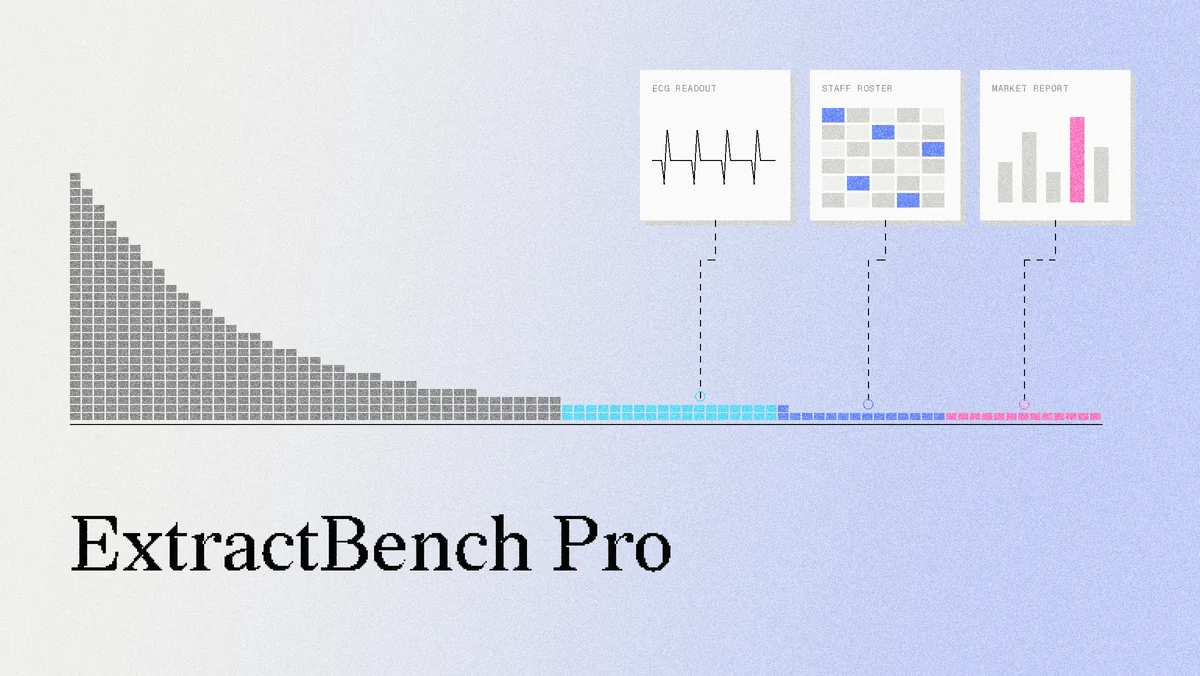 ECG READOUT
STAFF ROSTER
MARKET REPORT
ExtractBench Pro